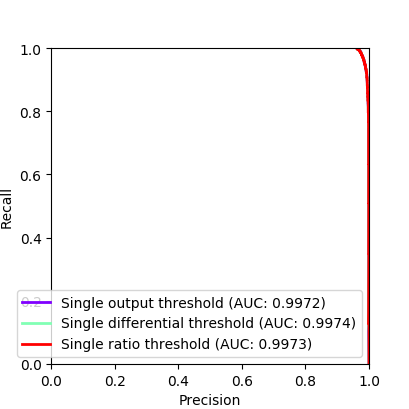 1.0
0.8
0.6
0.4
0.2
0.0
Recall
Single output threshold (AUC: 0.9972)
Single differential threshold (AUC: 0.9974)
Single ratio threshold (AUC: 0.9973)
0.0 0.2 0.4 0.6 0.8 1.0
Precision